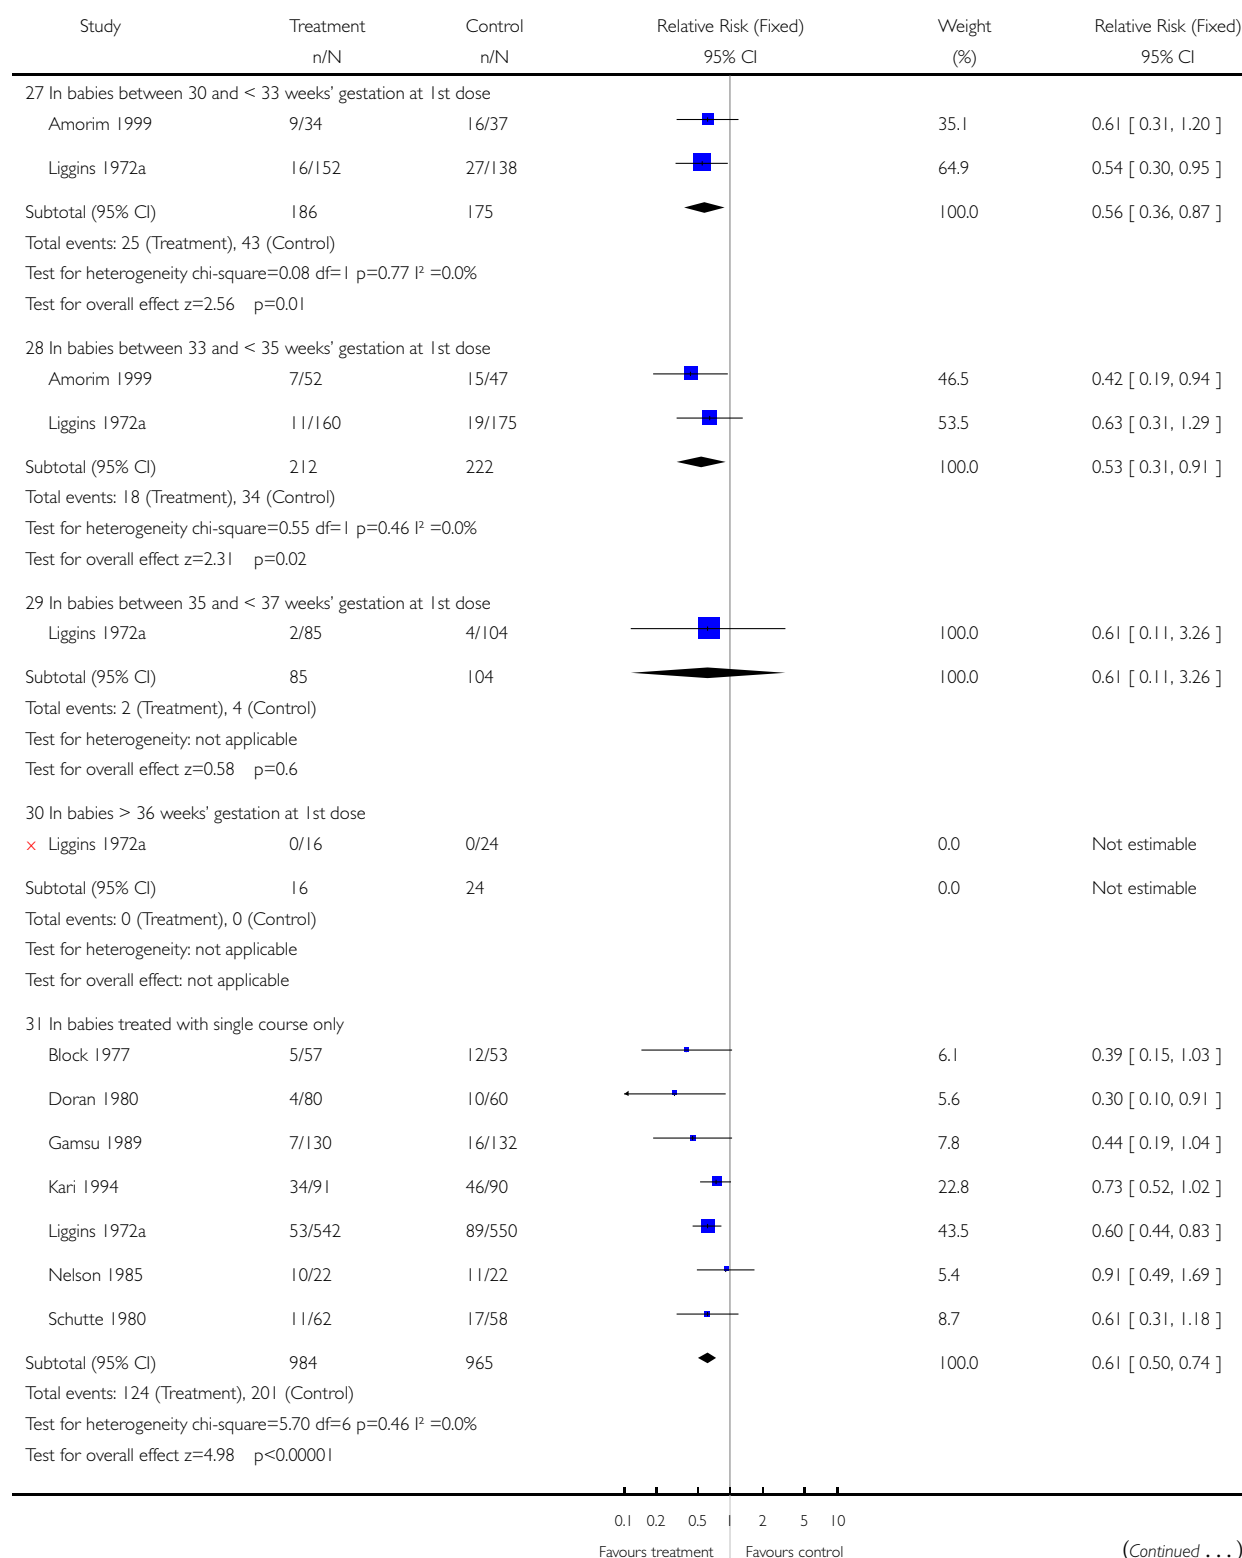 Study Treatment Control Relative Risk (Fixed) Weight Relative Risk (Fixed)
n/N n/N 95% CI (%) 95% CI
27 In babies between 30 and < 33 weeks' gestation at 1st dose
Amorim 1999 9/34 16/37 35.1 0.61 [ 0.31, 1.20 ]
Liggins 1972a 16/152 27/138 64.9 0.54 [ 0.30, 0.95 ]
Subtotal (95% CI) 186 175 100.0 0.56 [ 0.36, 0.87 ]
Total events: 25 (Treatment), 43 (Control)
Test for heterogeneity chi-square=0.08 df=1 p=0.77 I² =0.0%
Test for overall effect z=2.56 p=0.01
28 In babies between 33 and < 35 weeks' gestation at 1st dose
Amorim 1999 7/52 15/47 46.5 0.42 [ 0.19, 0.94 ]
Liggins 1972a 11/160 19/175 53.5 0.63 [ 0.31, 1.29 ]
Subtotal (95% CI) 212 222 100.0 0.53 [ 0.31, 0.91 ]
Total events: 18 (Treatment), 34 (Control)
Test for heterogeneity chi-square=0.55 df=1 p=0.46 I² =0.0%
Test for overall effect z=2.31 p=0.02
29 In babies between 35 and < 37 weeks' gestation at 1st dose
Liggins 1972a 2/85 4/104 100.0 0.61 [ 0.11, 3.26 ]
Subtotal (95% CI) 85 104 100.0 0.61 [ 0.11, 3.26 ]
Total events: 2 (Treatment), 4 (Control)
Test for heterogeneity: not applicable
Test for overall effect z=0.58 p=0.6
30 In babies > 36 weeks' gestation at 1st dose
× Liggins 1972a 0/16 0/24 0.0 Not estimable
Subtotal (95% CI) 16 24 0.0 Not estimable
Total events: 0 (Treatment), 0 (Control)
Test for heterogeneity: not applicable
Test for overall effect: not applicable
31 In babies treated with single course only
Block 1977 5/57 12/53 6.1 0.39 [ 0.15, 1.03 ]
Doran 1980 4/80 10/60 5.6 0.30 [ 0.10, 0.91 ]
Gamsu 1989 7/130 16/132 7.8 0.44 [ 0.19, 1.04 ]
Kari 1994 34/91 46/90 22.8 0.73 [ 0.52, 1.02 ]
Liggins 1972a 53/542 89/550 43.5 0.60 [ 0.44, 0.83 ]
Nelson 1985 10/22 11/22 5.4 0.91 [ 0.49, 1.69 ]
Schutte 1980 11/62 17/58 8.7 0.61 [ 0.31, 1.18 ]
Subtotal (95% CI) 984 965 100.0 0.61 [ 0.50, 0.74 ]
Total events: 124 (Treatment), 201 (Control)
Test for heterogeneity chi-square=5.70 df=6 p=0.46 I² =0.0%
Test for overall effect z=4.98 p<0.00001
0.1 0.2 0.5 1 2 5 10
Favours treatment Favours control (Continued . . . )